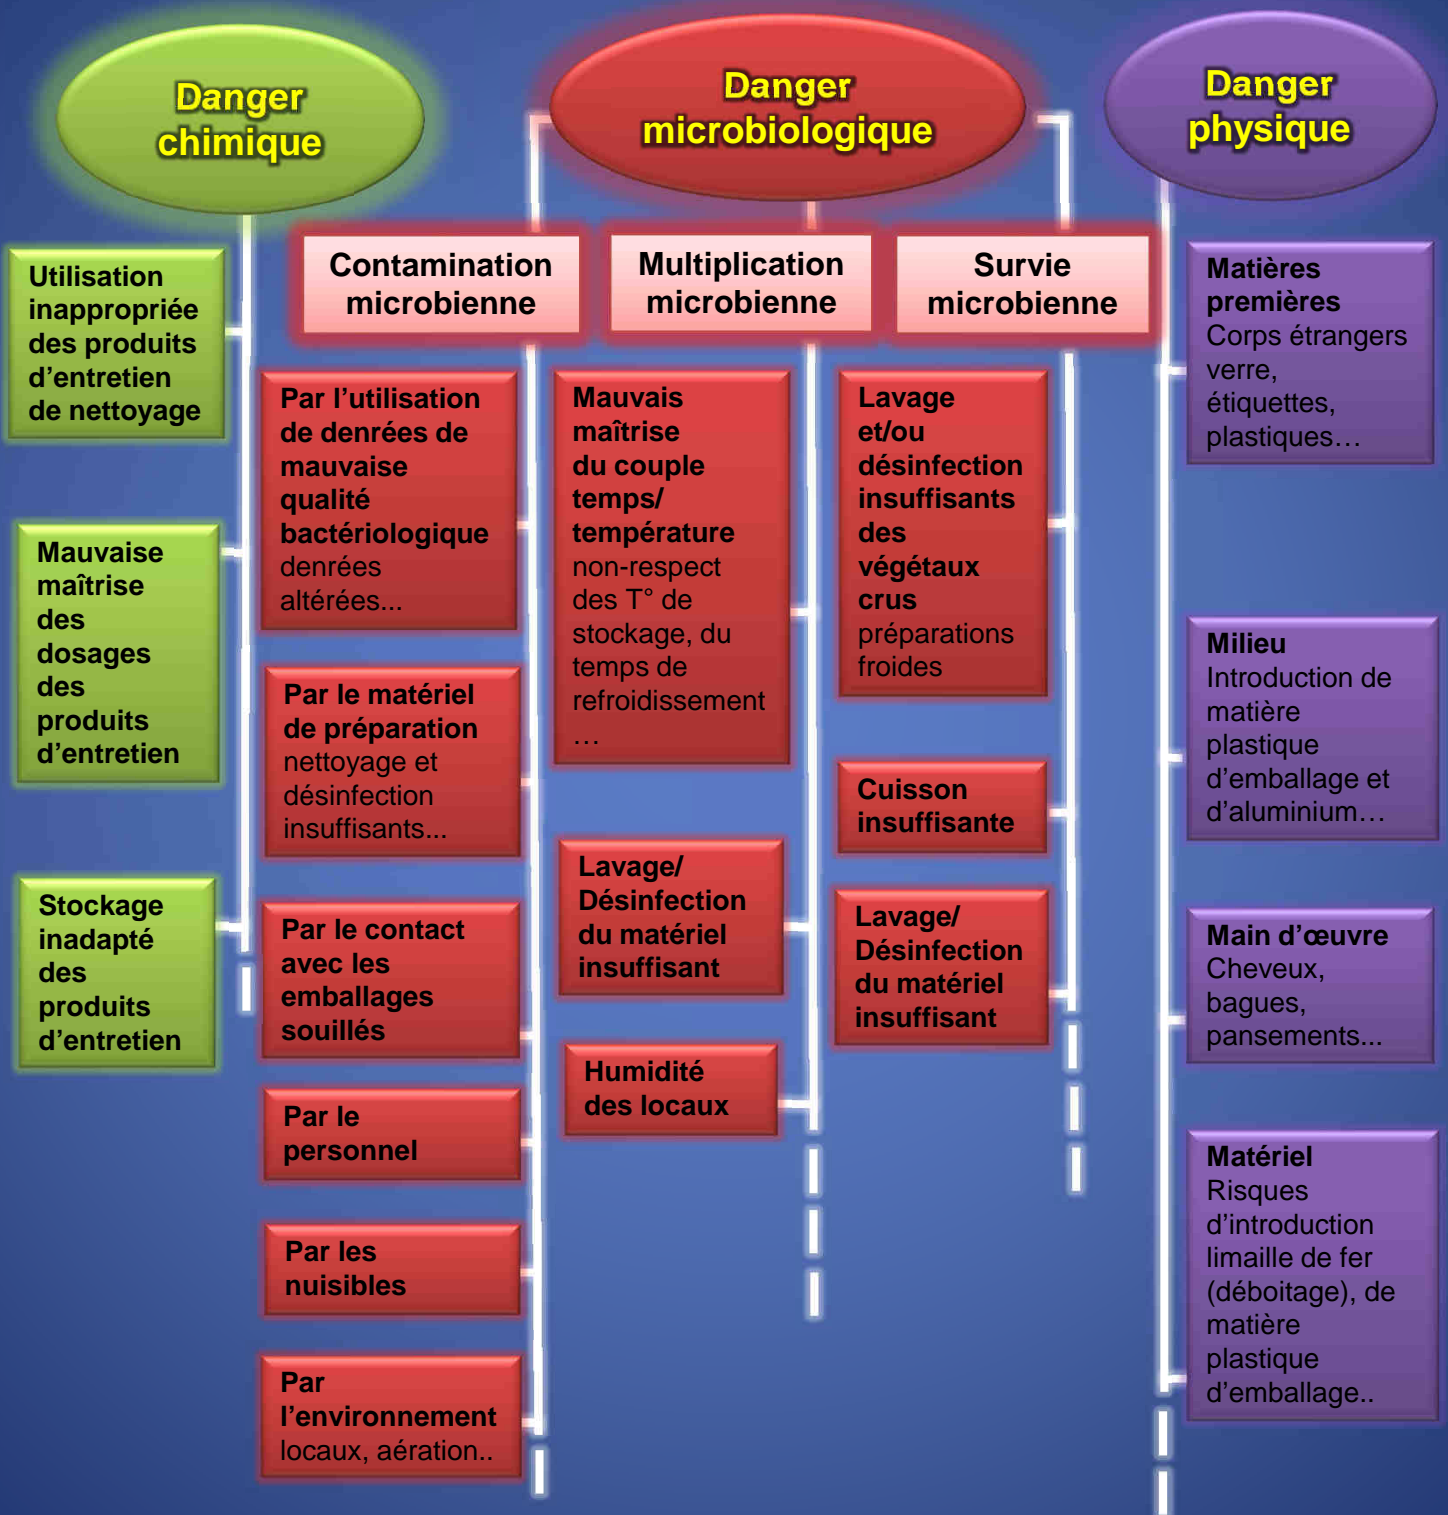 Danger
chimique
Utilisation
inappropriée
des produits
d’entretien
de nettoyage
Mauvaise
maîtrise
des
dosages
des
produits
d’entretien
Stockage
inadapté
des
produits
d’entretien
Danger
microbiologique
Contamination
microbienne
Par l’utilisation
de denrées de
mauvaise
qualité
bactériologique
denrées
altérées...
Par le matériel
de préparation
nettoyage et
désinfection
insuffisants...
Par le contact
avec les
emballages
souillés
Par le
personnel
Par les
nuisibles
Par
l’environnement
locaux, aération..
Multiplication
microbienne
Mauvais
maîtrise
du couple
temps/
température
non-respect
des T° de
stockage, du
temps de
refroidissement
…
Lavage/
Désinfection
du matériel
insuffisant
Humidité
des locaux
Survie
microbienne
Lavage
et/ou
désinfection
insuffisants
des
végétaux
crus
préparations
froides
Cuisson
insuffisante
Lavage/
Désinfection
du matériel
insuffisant
Danger
physique
Matières
premières
Corps étrangers
verre,
étiquettes,
plastiques…
Milieu
Introduction de
matière
plastique
d’emballage et
d’aluminium…
Main d’œuvre
Cheveux,
bagues,
pansements...
Matériel
Risques
d’introduction
limaille de fer
(déboitage), de
matière
plastique
d’emballage..